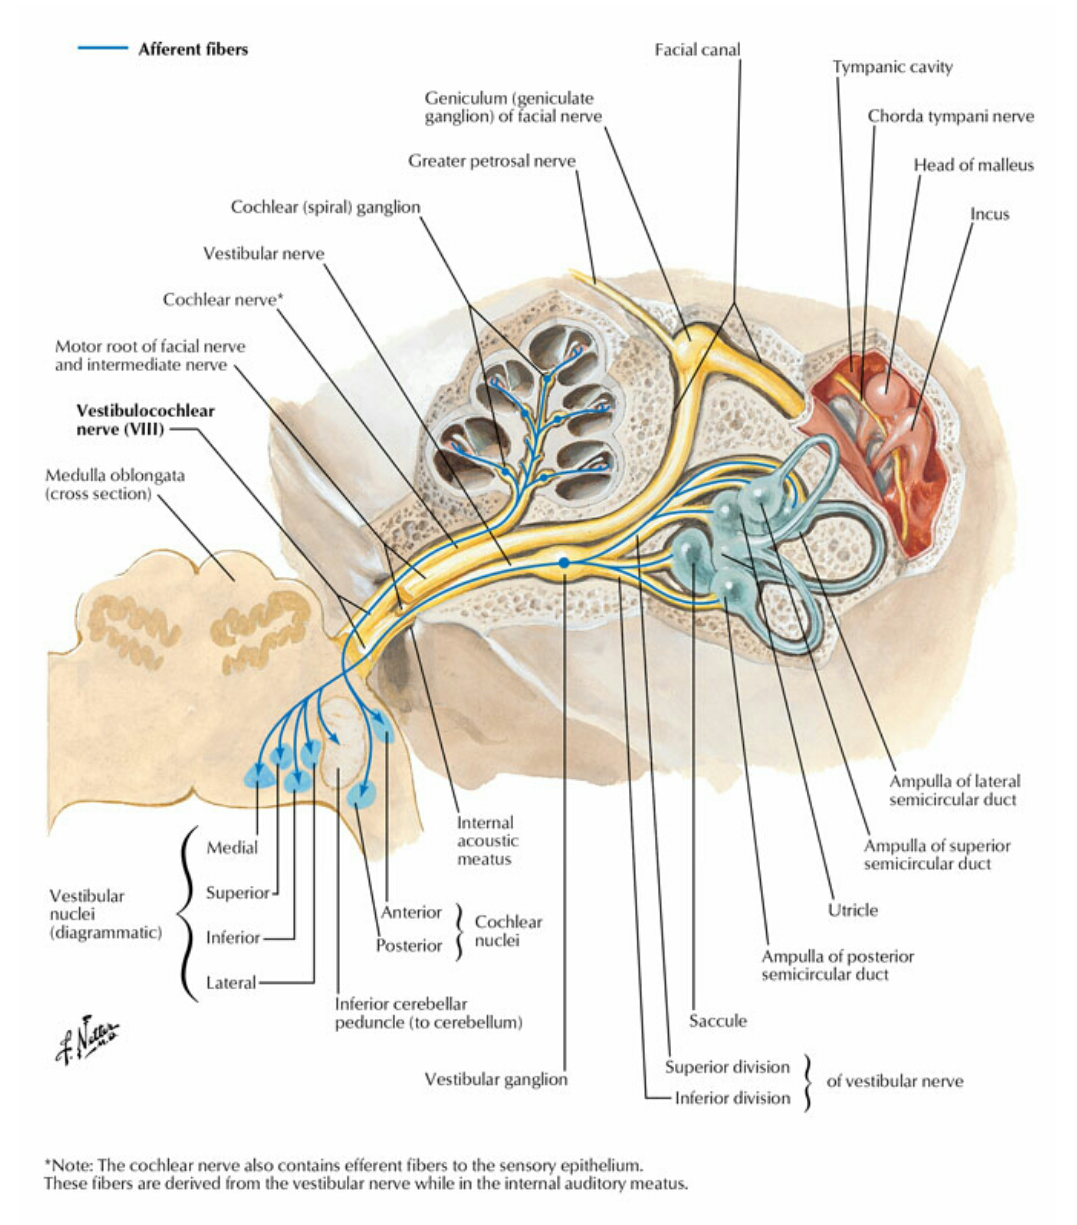 Afferent fibers
Facial canal
Tympanic cavity
Geniculum (geniculate
ganglion) of facial nerve
Chorda tympani nerve
Greater petrosal nerve
Head of malleus
Cochlear (spiral) ganglion
Incus
Vestibular nerve
Cochlear nerve*
Motor root of facial nerve
and intermediate nerve
Vestibulocochlear
nerve (VIII)
Medulla oblongata
(cross section)
Ampulla of lateral
semicircular duct
Internal
acoustic
meatus
Ampulla of superior
semicircular duct
Vestibular
nuclei
(diagrammatic)
Medial
Superior
Inferior
Lateral
Anterior
Posterior
Cochlear
nuclei
Utricle
Ampulla of posterior
semicircular duct
Inferior cerebellar
peduncle (to cerebellum)
Saccule
Vestibular ganglion
Superior division
Inferior division
of vestibular nerve
F. Netter
M.D.
*Note: The cochlear nerve also contains efferent fibers to the sensory epithelium.
These fibers are derived from the vestibular nerve while in the internal auditory meatus.